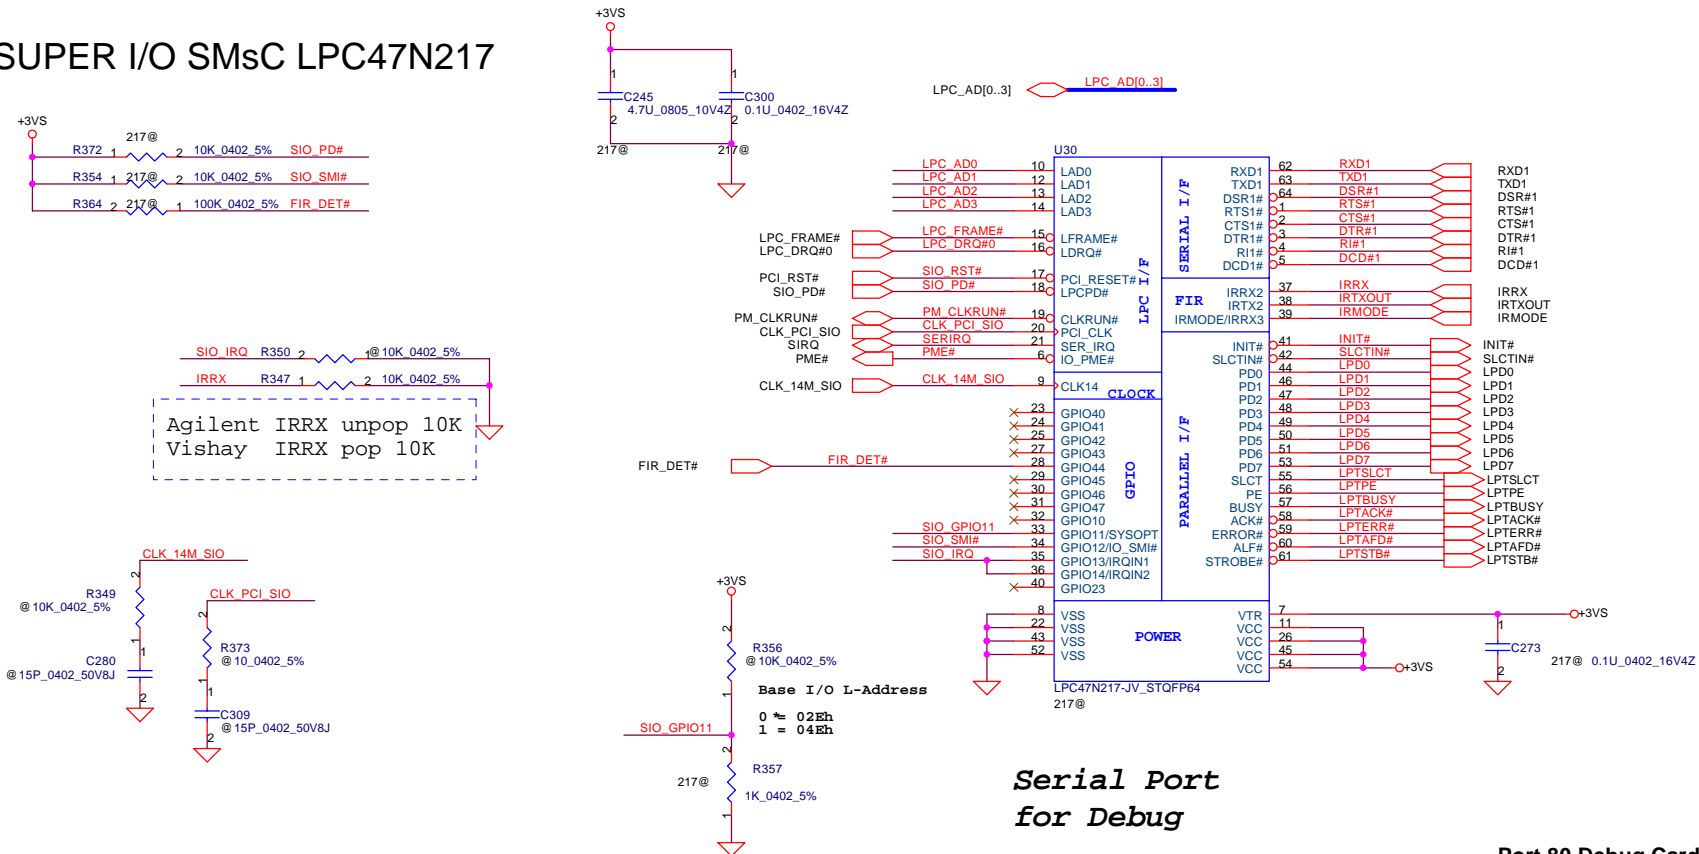 SUPER I/O SMsC LPC47N217
+3VS
C245
4.7U_0805_10V4Z
217@
C300
0.1U_0402_16V4Z
217@
LPC_AD[0..3] LPC_AD[0..3]
+3VS
217@
R372 1 2 10K_0402_5% SIO_PD#
R354 1 217@ 2 10K_0402_5% SIO_SMI#
R364 2 217@ 1 100K_0402_5% FIR_DET#
SIO_IRQ R350 2 1 @10K_0402_5%
IRRX R347 1 2 10K_0402_5%
Agilent IRRX unpop 10K
Vishay IRRX pop 10K
CLK_14M_SIO
R349
@10K_0402_5%
C280
@15P_0402_50V8J
CLK_PCI_SIO
R373
@10_0402_5%
C309
@15P_0402_50V8J
+3VS
R356
@10K_0402_5%
Base I/O L-Address
0 *= 02Eh
1 = 04Eh
SIO_GPIO11
R357
217@
1K_0402_5%
U30
LPC_AD0 10 LAD0
LPC_AD1 12 LAD1
LPC_AD2 13 LAD2
LPC_AD3 14 LAD3
LPC_FRAME# LPC_FRAME# 15 LFRAME#
LPC_DRQ#0 LPC_DRQ#0 16 LDRQ#
PCI_RST# SIO_RST# 17 PCI_RESET#
SIO_PD# SIO_PD# 18 LPCPD#
PM_CLKRUN# PM_CLKRUN# 19 CLKRUN#
CLK_PCI_SIO CLK_PCI_SIO 20 PCI_CLK
SIRQ SERIRQ 21 SER_IRQ
PME# PME# 6 IO_PME#
CLK_14M_SIO CLK_14M_SIO 9 CLK14
LPC I/F
CLOCK
23 GPIO40
24 GPIO41
25 GPIO42
27 GPIO43
FIR_DET# FIR_DET# 28 GPIO44
29 GPIO45
30 GPIO46
31 GPIO47
32 GPIO10
SIO_GPIO11 33 GPIO11/SYSOPT
SIO_SMI# 34 GPIO12/IO_SMI#
SIO_IRQ 35 GPIO13/IRQIN1
36 GPIO14/IRQIN2
40 GPIO23
GPIO
8 VSS
22 VSS
43 VSS
52 VSS
POWER
SERIAL I/F
RXD1 62 RXD1 RXD1
TXD1 63 TXD1 TXD1
DSR1# 64 DSR#1 DSR#1
RTS1# 1 RTS#1 RTS#1
CTS1# 2 CTS#1 CTS#1
DTR1# 3 DTR#1 DTR#1
RI1# 4 RI#1 RI#1
DCD1# 5 DCD#1 DCD#1
FIR
IRRX2 37 IRRX IRRX
IRTX2 38 IRTXOUT IRTXOUT
IRMODE/IRRX3 39 IRMODE IRMODE
PARALLEL I/F
INIT# 41 INIT# INIT#
SLCTIN# 42 SLCTIN# SLCTIN#
PD0 44 LPD0 LPD0
PD1 46 LPD1 LPD1
PD2 47 LPD2 LPD2
PD3 48 LPD3 LPD3
PD4 49 LPD4 LPD4
PD5 50 LPD5 LPD5
PD6 51 LPD6 LPD6
PD7 53 LPD7 LPD7
SLCT 55 LPTSLCT LPTSLCT
PE 56 LPTPE LPTPE
BUSY 57 LPTBUSY LPTBUSY
ACK# 58 LPTACK# LPTACK#
ERROR# 59 LPTERR# LPTERR#
ALF# 60 LPTAFD# LPTAFD#
STROBE# 61 LPTSTB# LPTSTB#
VTR 7 +3VS
VCC 11
VCC 26
VCC 45
VCC 54 +3VS
C273
217@ 0.1U_0402_16V4Z
LPC47N217-JV_STQFP64
217@
Serial Port
for Debug
Port 80 Debug Card